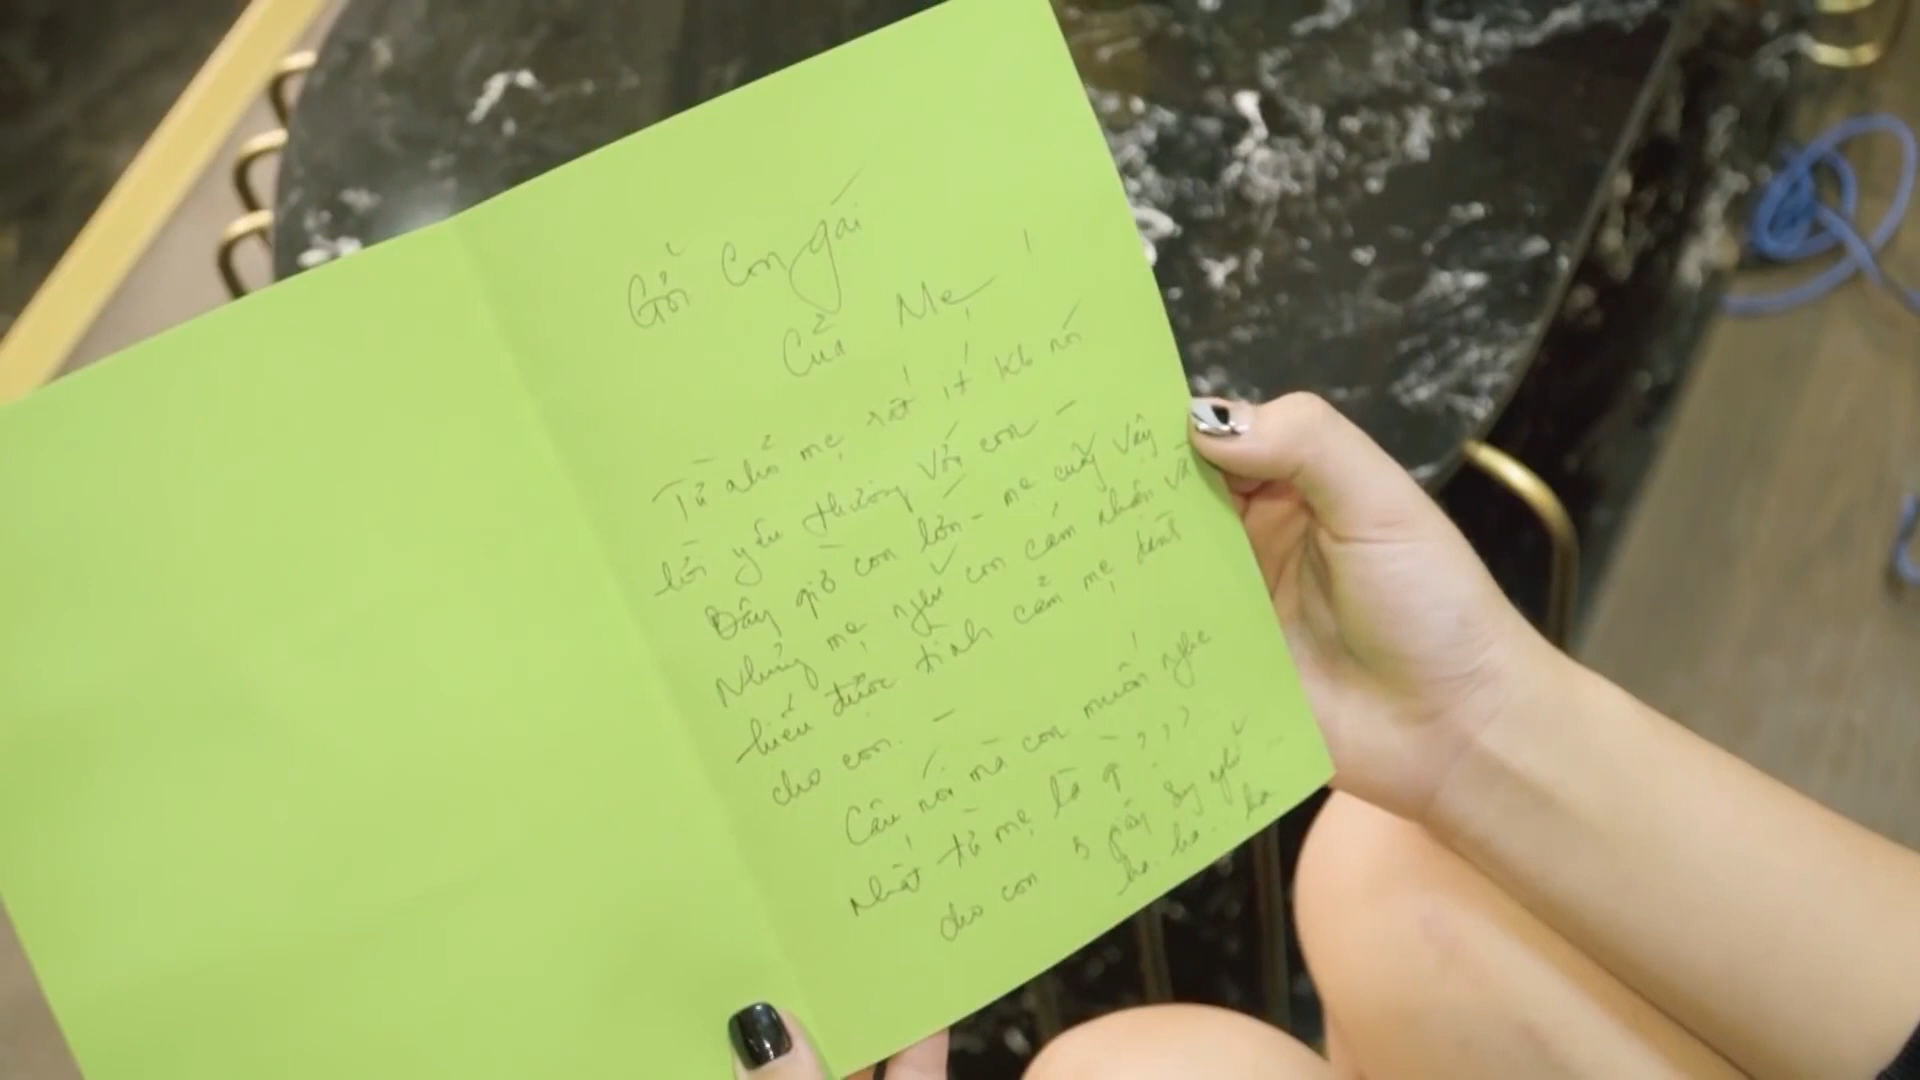 Gởi Con gái
Của Mẹ !
Từ nhỏ mẹ rất ít kb nói
lời yêu thương với con –
Bây giờ con lớn – mẹ cũng vậy –
Nhưng mẹ nghĩ con cảm nhận và
hiểu được tình cảm mẹ dành
cho con. –
Câu nói mà con muốn nghe
nhất từ mẹ là gì ? ? ?
cho con 5 giây suy nghĩ
ha. ha.. ha